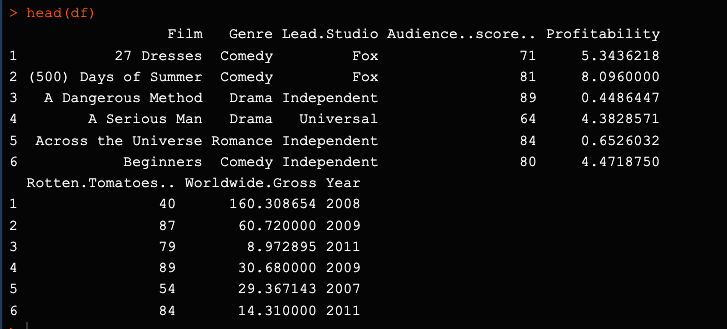 > head(df)
Film Genre Lead.Studio Audience..score.. Profitability
1 27 Dresses Comedy Fox 71 5.3436218
2 (500) Days of Summer Comedy Fox 81 8.0960000
3 A Dangerous Method Drama Independent 89 0.4486447
4 A Serious Man Drama Universal 64 4.3828571
5 Across the Universe Romance Independent 84 0.6526032
6 Beginners Comedy Independent 80 4.4718750
Rotten.Tomatoes.. Worldwide.Gross Year
1 40 160.308654 2008
2 87 60.720000 2009
3 79 8.972895 2011
4 89 30.680000 2009
5 54 29.367143 2007
6 84 14.310000 2011